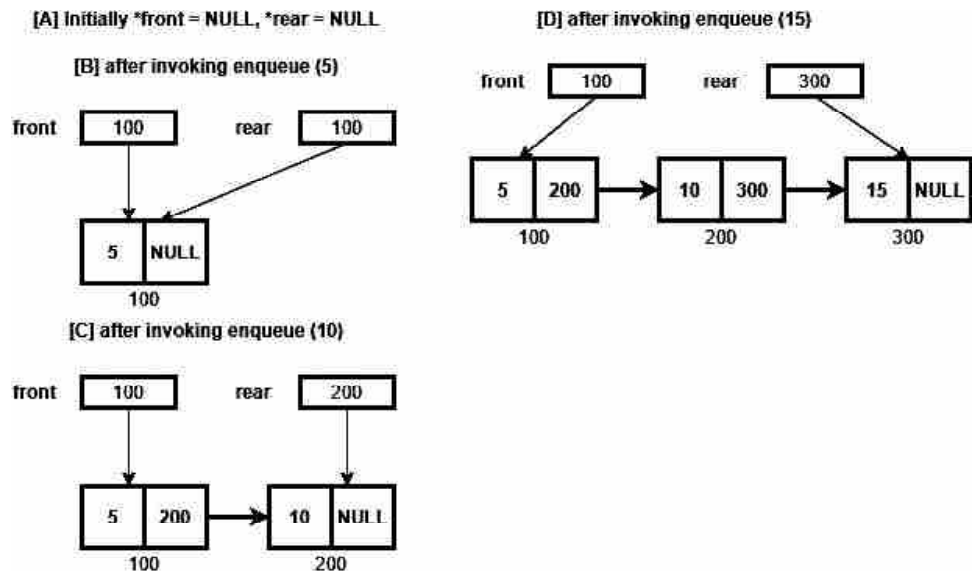 [A] Initially *front = NULL, *rear = NULL
[B] after invoking enqueue (5)
front 100 rear 100
5 NULL
100
[C] after invoking enqueue (10)
front 100 rear 200
5 200 10 NULL
100 200
[D] after invoking enqueue (15)
front 100 rear 300
5 200 10 300 15 NULL
100 200 300